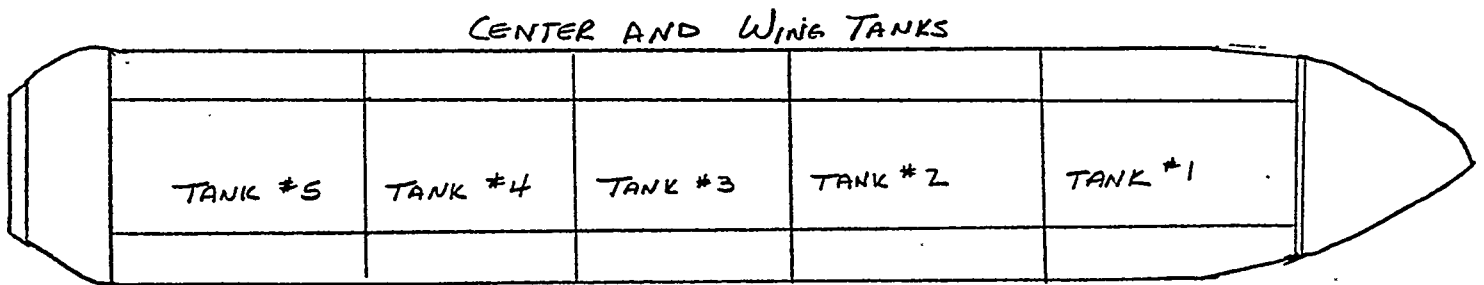 CENTER AND WING TANKS
TANK #5 TANK #4 TANK #3 TANK #2 TANK #1